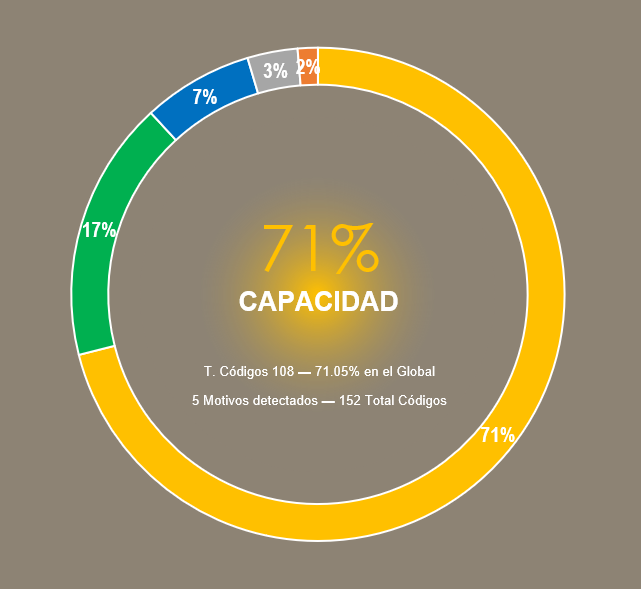 7%
3%
2%
17%
71%
CAPACIDAD
T. Códigos 108 — 71.05% en el Global
5 Motivos detectados — 152 Total Códigos
71%